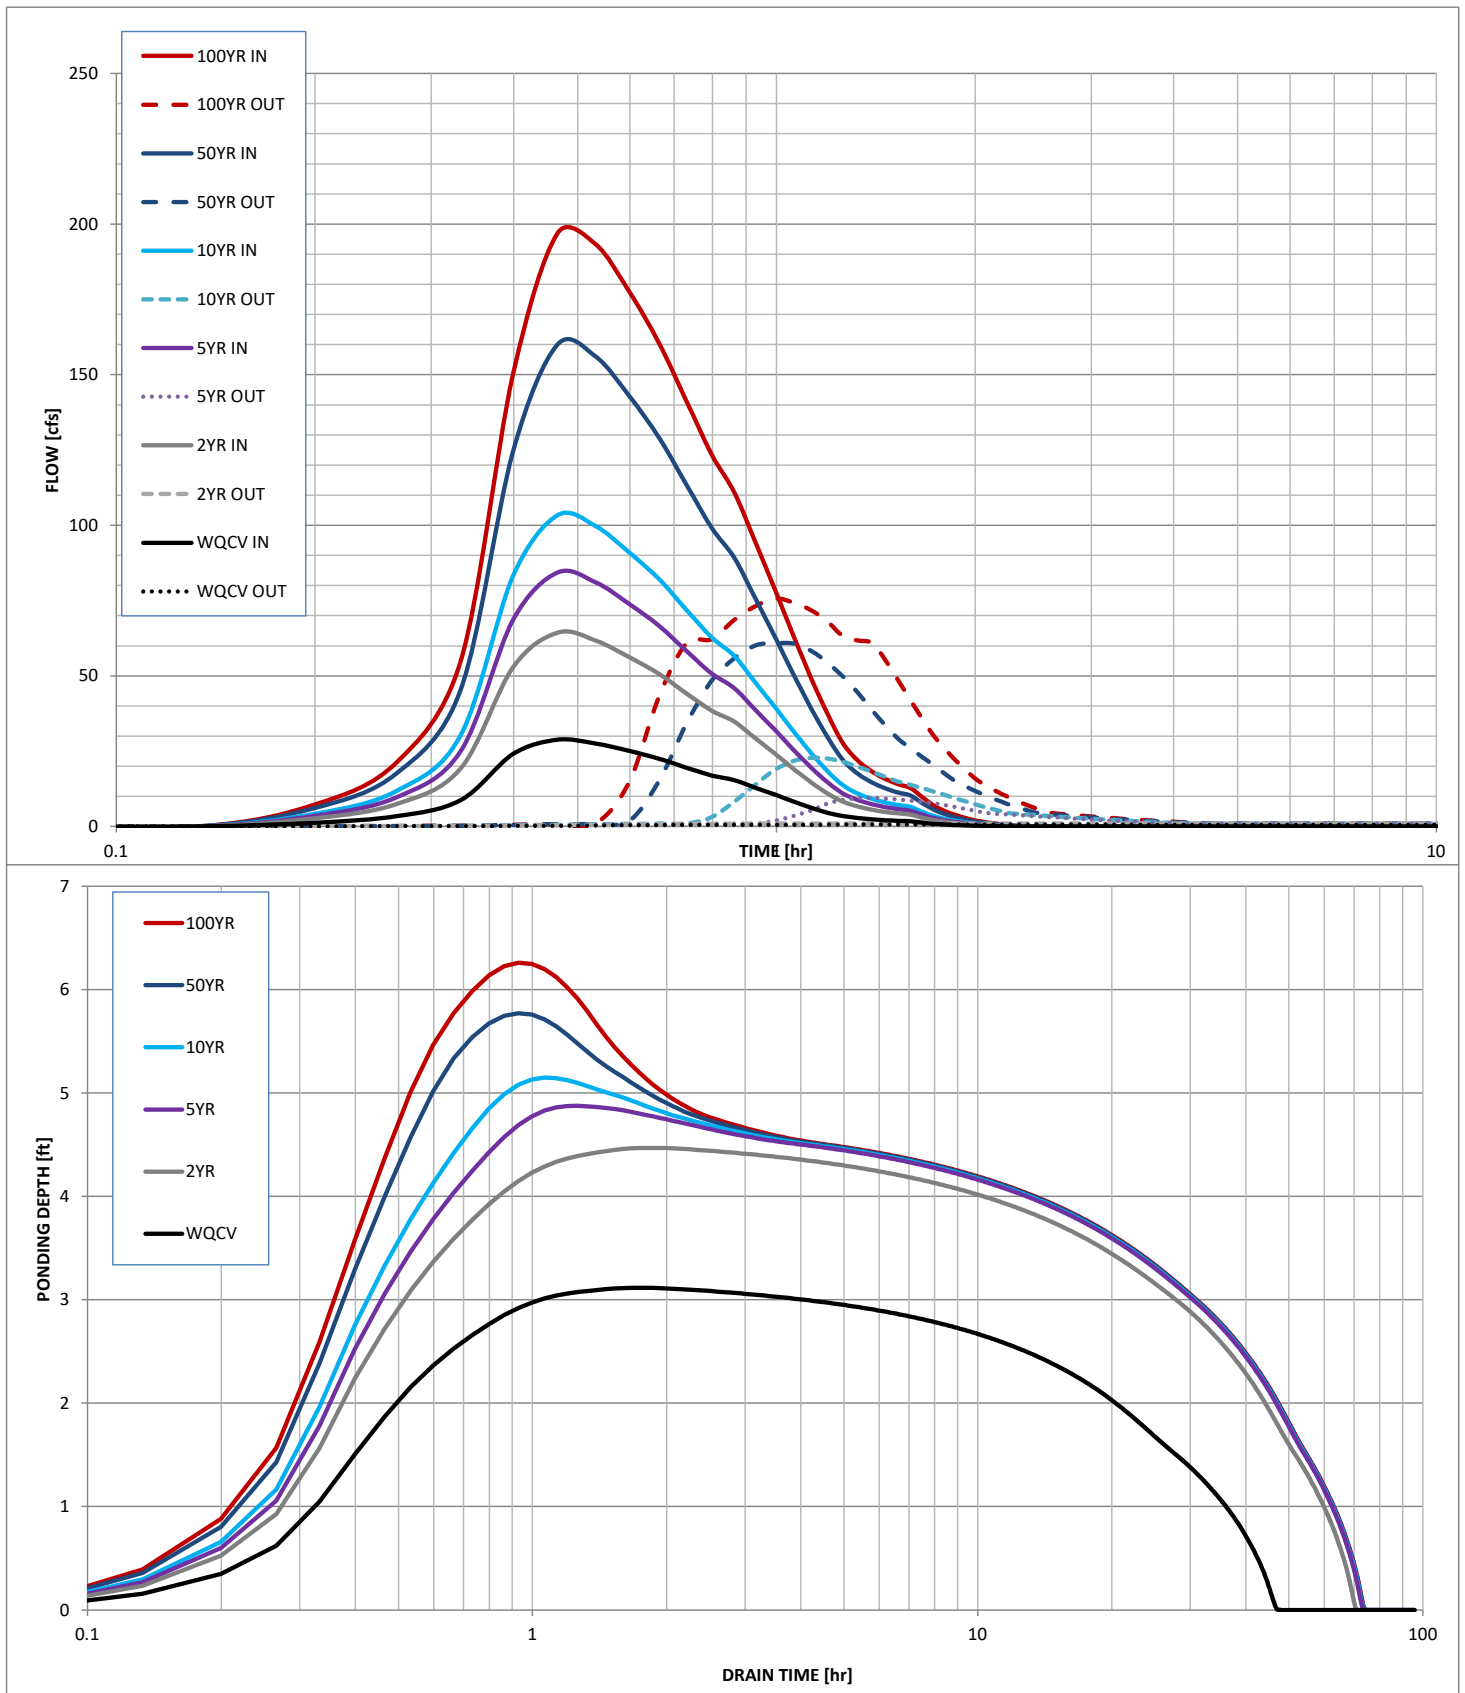 100YR IN
100YR OUT
50YR IN
50YR OUT
10YR IN
10YR OUT
5YR IN
5YR OUT
2YR IN
2YR OUT
WQCV IN
WQCV OUT
250
200
150
100
50
0
FLOW [cfs]
0.1
1
10
TIME [hr]
100YR
50YR
10YR
5YR
2YR
WQCV
7
6
5
4
3
2
1
0
PONDING DEPTH [ft]
0.1
1
10
100
DRAIN TIME [hr]